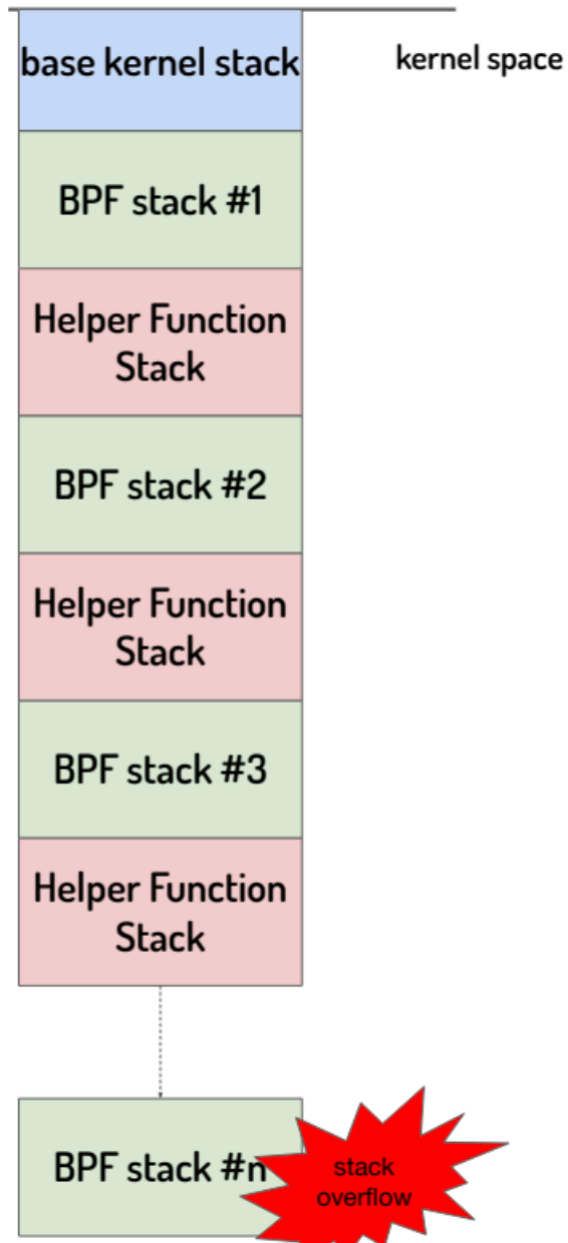 base kernel stack
kernel space
BPF stack #1
Helper Function
Stack
BPF stack #2
Helper Function
Stack
BPF stack #3
Helper Function
Stack
BPF stack #n
stack
overflow